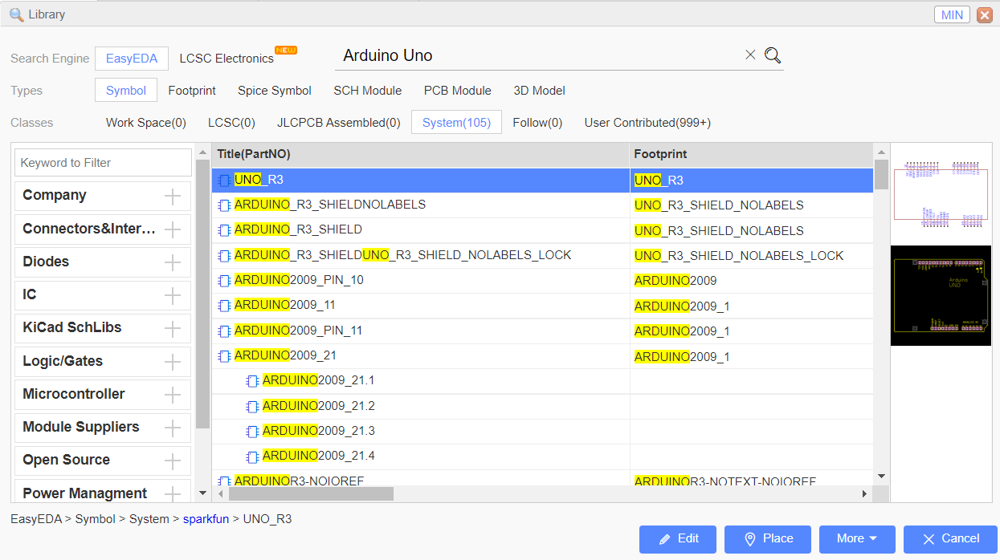 Library MIN
Search Engine EasyEDA LCSC Electronics NEW Arduino Uno
Types Symbol Footprint Spice Symbol SCH Module PCB Module 3D Model
Classes Work Space(0) LCSC(0) JLCPCB Assembled(0) System(105) Follow(0) User Contributed(999+)
Keyword to Filter
Company
Connectors&Inter...
Diodes
IC
KiCad SchLibs
Logic/Gates
Microcontroller
Module Suppliers
Open Source
Power Managment
Title(PartNO) Footprint
UNO_R3 UNO_R3
ARDUINO_R3_SHIELDNOLABELS UNO_R3_SHIELD_NOLABELS
ARDUINO_R3_SHIELD UNO_R3_SHIELD_NOLABELS
ARDUINO_R3_SHIELDUNO_R3_SHIELD_NOLABELS_LOCK UNO_R3_SHIELD_NOLABELS_LOCK
ARDUINO2009_PIN_10 ARDUINO2009
ARDUINO2009_11 ARDUINO2009_1
ARDUINO2009_PIN_11 ARDUINO2009_1
ARDUINO2009_21 ARDUINO2009_1
ARDUINO2009_21.1
ARDUINO2009_21.2
ARDUINO2009_21.3
ARDUINO2009_21.4
ARDUINOR3-NOIOREF ARDUINOR3-NOTEXT-NOIOREF
Arduino
UNO
ANALOG IN
EasyEDA > Symbol > System > sparkfun > UNO_R3
Edit Place More Cancel